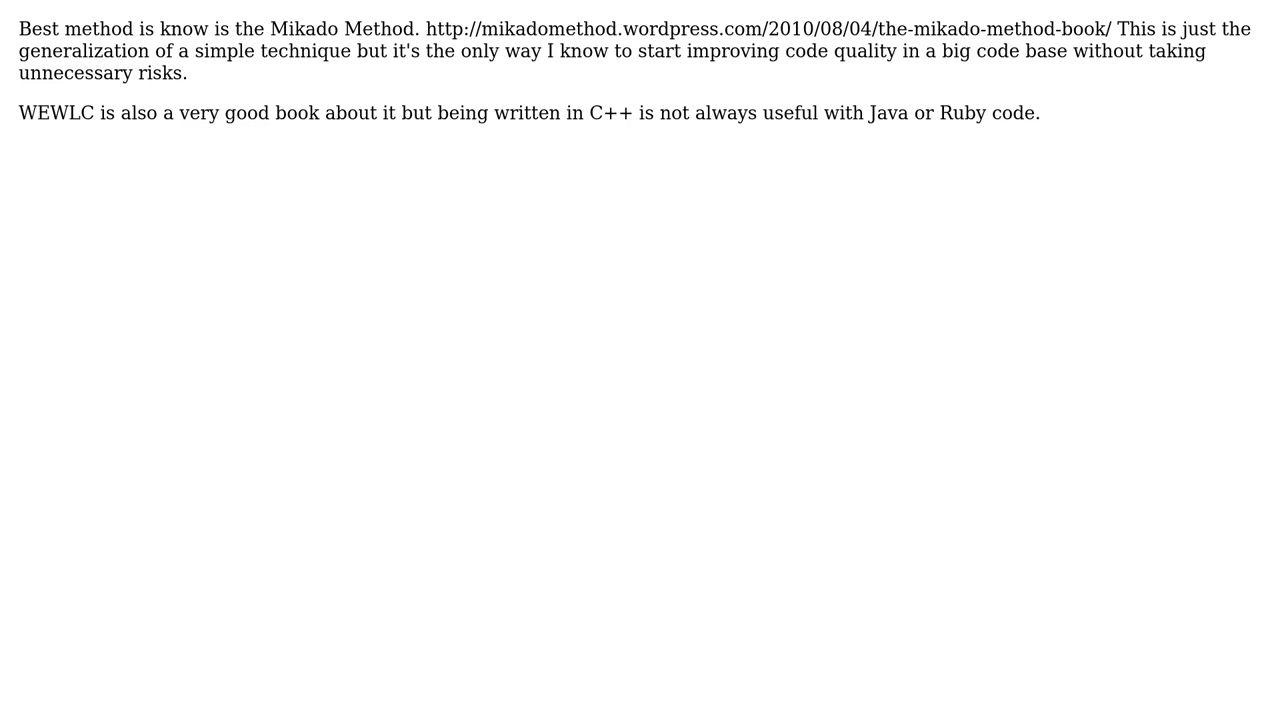 Best method is know is the Mikado Method. http://mikadomethod.wordpress.com/2010/08/04/the-mikado-method-book/ This is just the
generalization of a simple technique but it's the only way I know to start improving code quality in a big code base without taking
unnecessary risks.
WEWLC is also a very good book about it but being written in C++ is not always useful with Java or Ruby code.